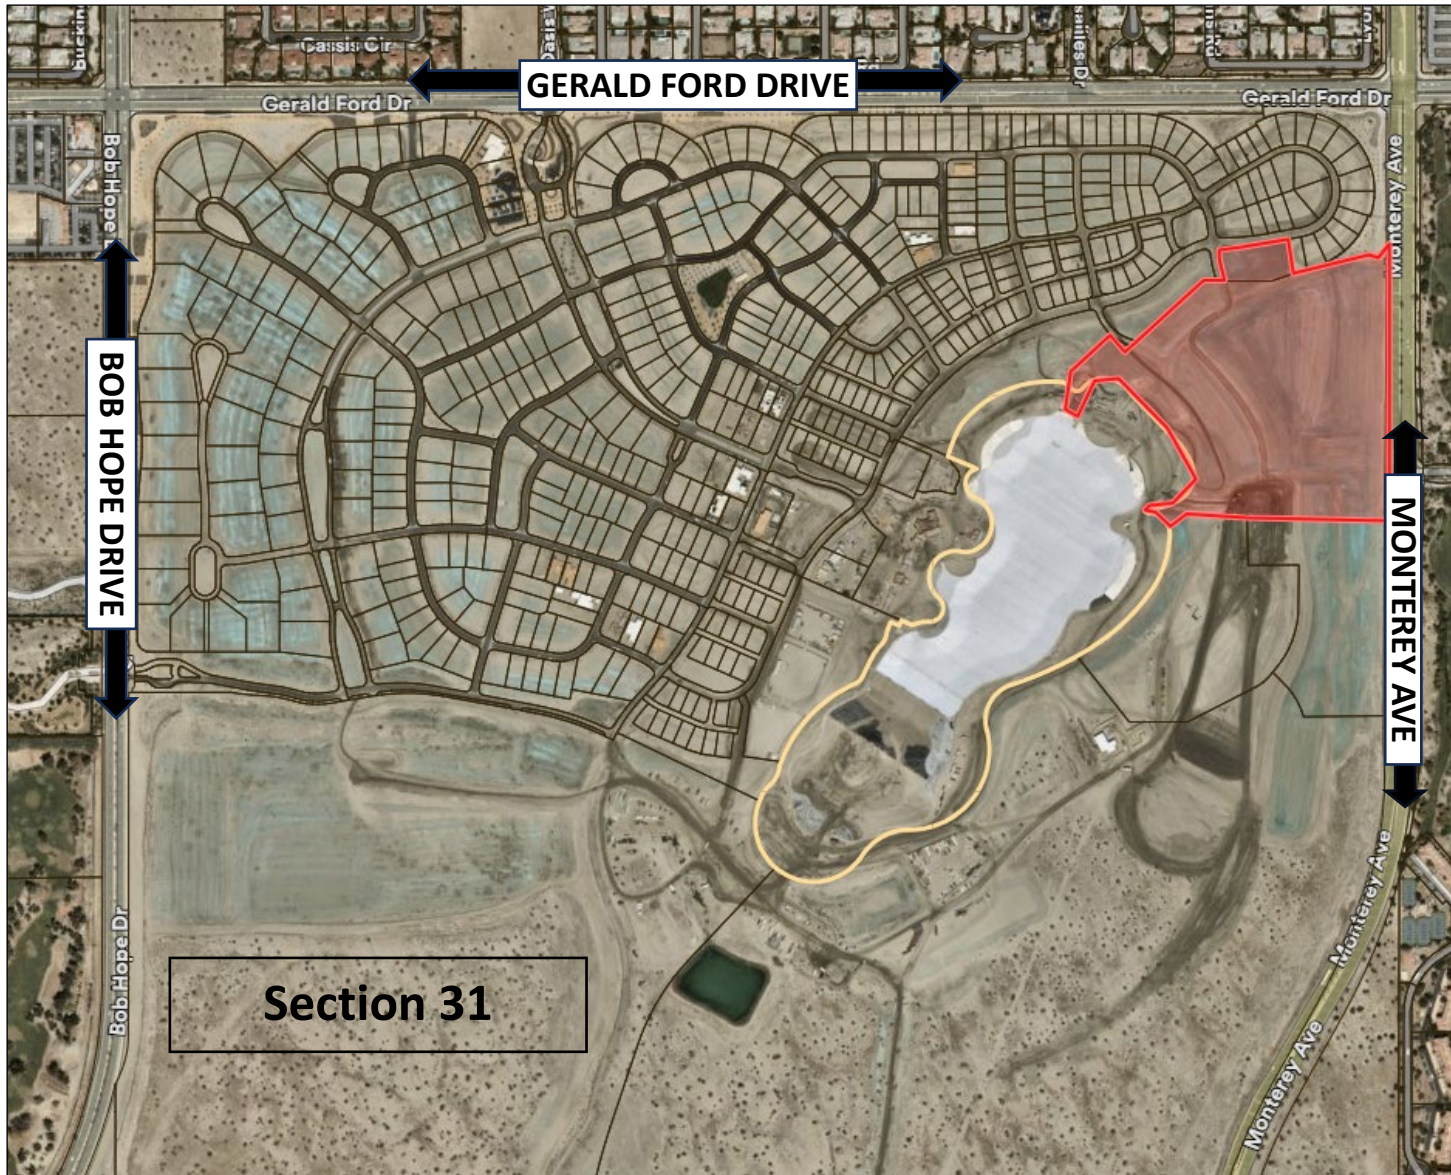 Cassis Cir
GERALD FORD DRIVE
Gerald Ford Dr
Gerald Ford Dr
Bob Hope
Monterey Ave
BOB HOPE DRIVE
MONTEREY AVE
Monterey Ave
Bob Hope Dr
Section 31
Monterey Ave